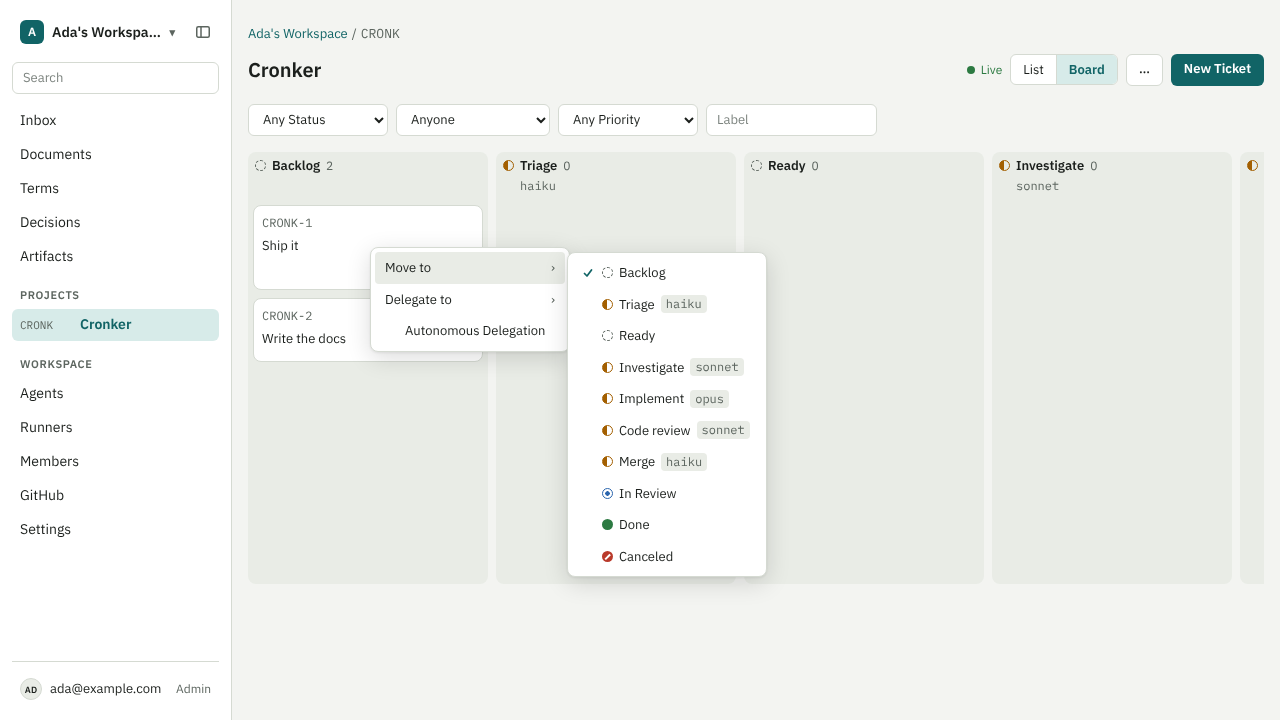 A Ada's Workspa... ▾
Search
Inbox
Documents
Terms
Decisions
Artifacts
PROJECTS
CRONK Cronker
WORKSPACE
Agents
Runners
Members
GitHub
Settings
AD ada@example.com Admin
Ada's Workspace / CRONK
Cronker
Live List Board ... New Ticket
Any Status Anyone Any Priority Label
Backlog 2
CRONK-1
Ship it
CRONK-2
Write the docs
Triage 0
haiku
Ready 0
Investigate 0
sonnet
Move to ›
Delegate to ›
Autonomous Delegation
Backlog
Triage haiku
Ready
Investigate sonnet
Implement opus
Code review sonnet
Merge haiku
In Review
Done
Canceled